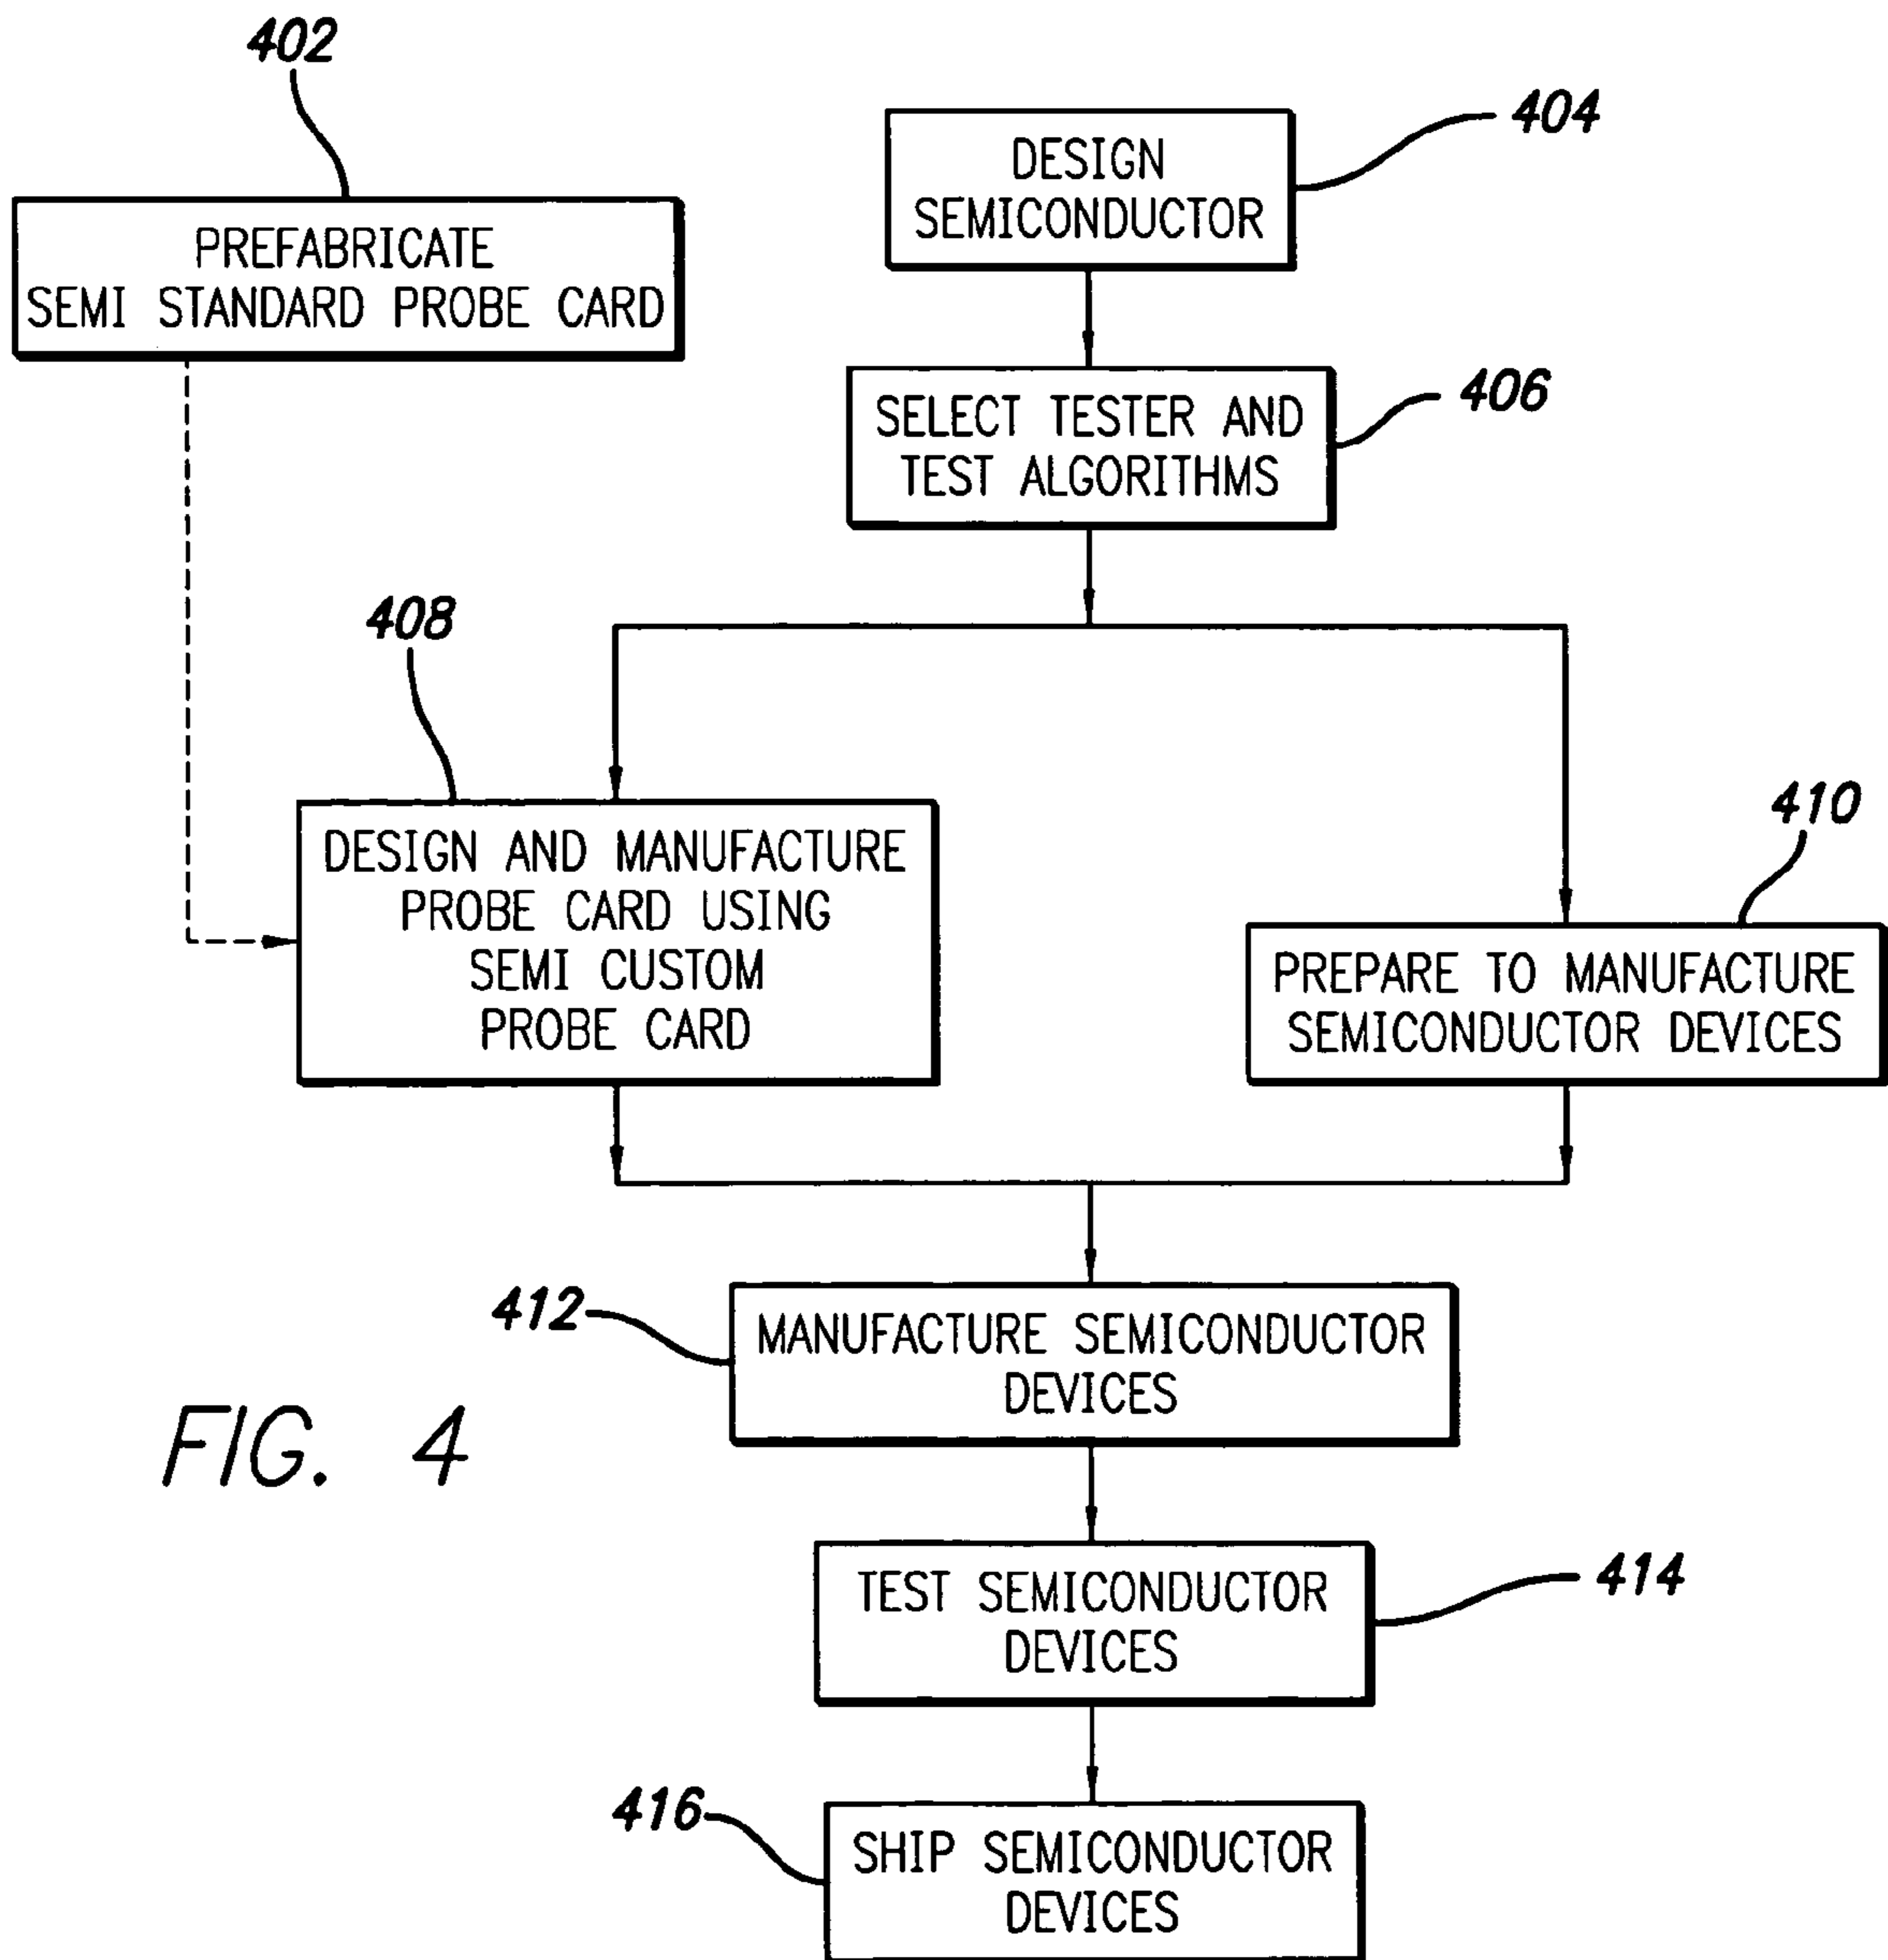 402
404
DESIGN
SEMICONDUCTOR
PREFABRICATE
SEMI STANDARD PROBE CARD
406
SELECT TESTER AND
TEST ALGORITHMS
408
410
DESIGN AND MANUFACTURE
PROBE CARD USING
SEMI CUSTOM
PROBE CARD
PREPARE TO MANUFACTURE
SEMICONDUCTOR DEVICES
412
MANUFACTURE SEMICONDUCTOR
DEVICES
FIG. 4
414
TEST SEMICONDUCTOR
DEVICES
416
SHIP SEMICONDUCTOR
DEVICES